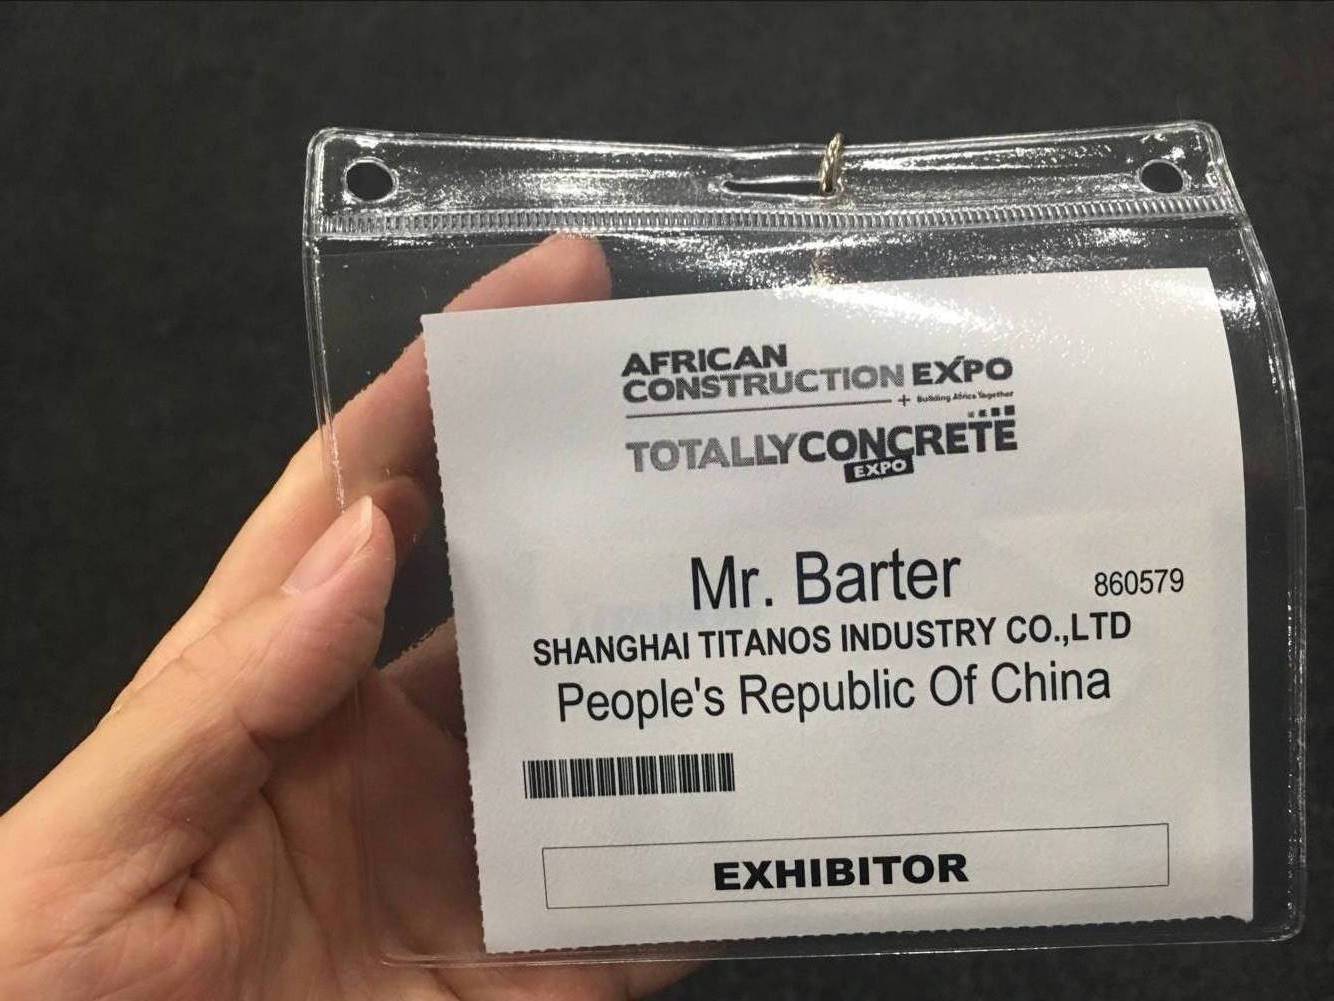 AFRICAN
CONSTRUCTION EXPO
+ Building Africa Together
TOTALLYCONCRETE
EXPO
Mr. Barter
860579
SHANGHAI TITANOS INDUSTRY CO.,LTD
People's Republic Of China
EXHIBITOR